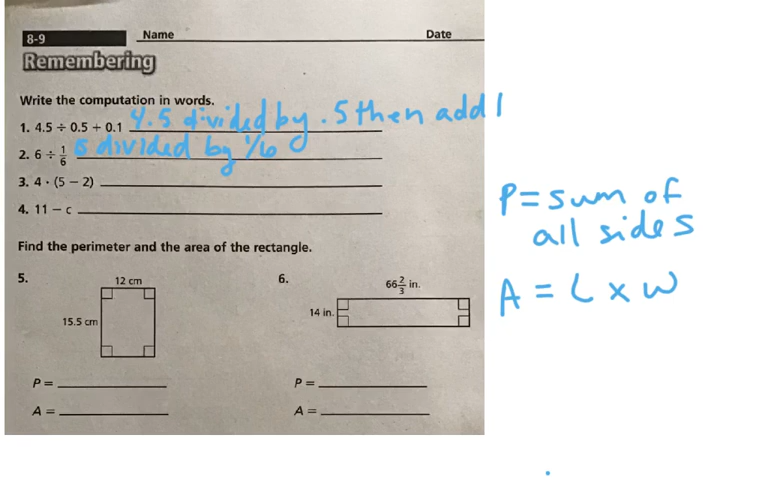 8-9 Name Date
Remembering
Write the computation in words.
1. 4.5 ÷ 0.5 + 0.1 4.5 divided by .5 then add 1
2. 6 ÷ 1/6 6 divided by 1/6
3. 4 · (5 − 2)
4. 11 − c
P = sum of
all sides
A = L x W
Find the perimeter and the area of the rectangle.
5. 12 cm
15.5 cm
P =
A =
6. 66 2/3 in.
14 in.
P =
A =